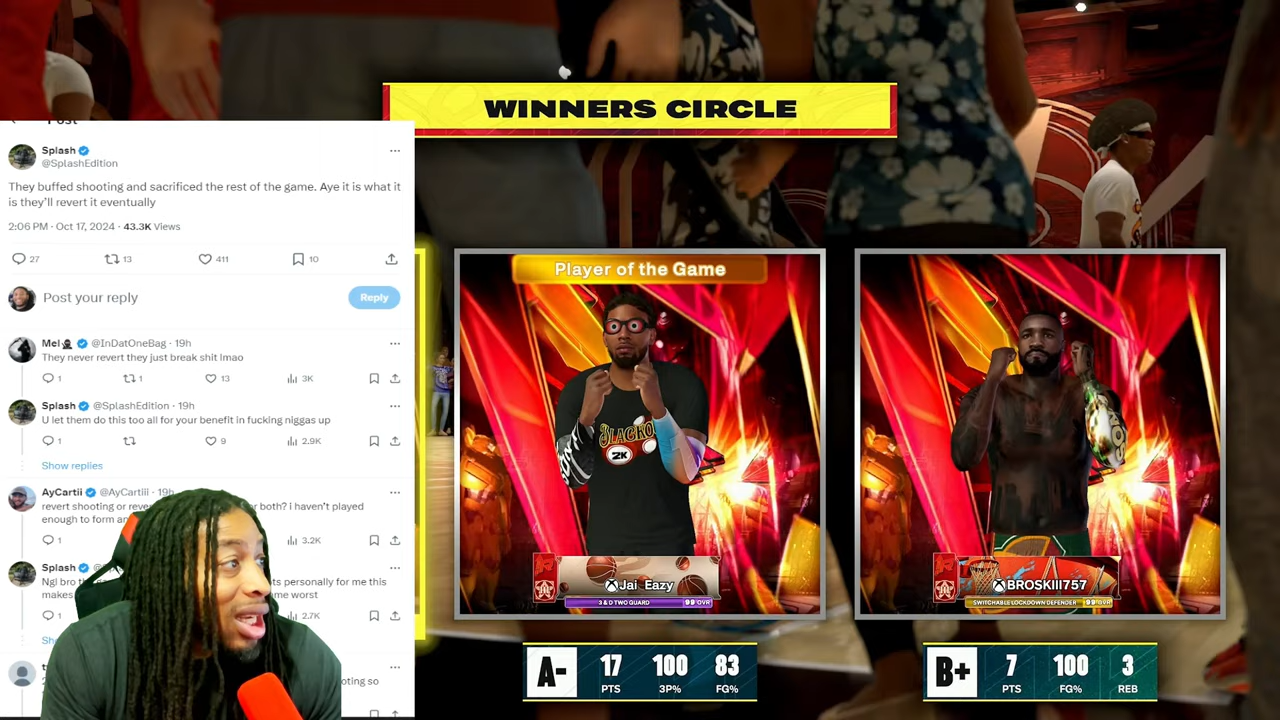 WINNERS CIRCLE
Post
Splash
@SplashEdition
They buffed shooting and sacrificed the rest of the game. Aye it is what it
is they'll revert it eventually
2:06 PM · Oct 17, 2024 · 43.3K Views
27 13 411 10
Post your reply
Reply
Mel @InDatOneBag · 19h
They never revert they just break shit lmao
1 1 13 3K
Splash @SplashEdition · 19h
U let them do this too all for your benefit in fucking niggas up
1 9 2.9K
Show replies
AyCartii @AyCartiii · 19h
revert shooting or rever r both? i haven't played
enough to form an
1 3.2K
Splash
Ngl bro th ts personally for me this
makes me worst
1 2.7K
oting so
Player of the Game
BLACKO
2K
Jai_Eazy
3 & D TWO GUARD 99 OVR
A- 17 PTS 100 3P% 83 FG%
BROSKIII757
SWITCHABLE LOCKDOWN DEFENDER 99 OVR
B+ 7 PTS 100 FG% 3 REB